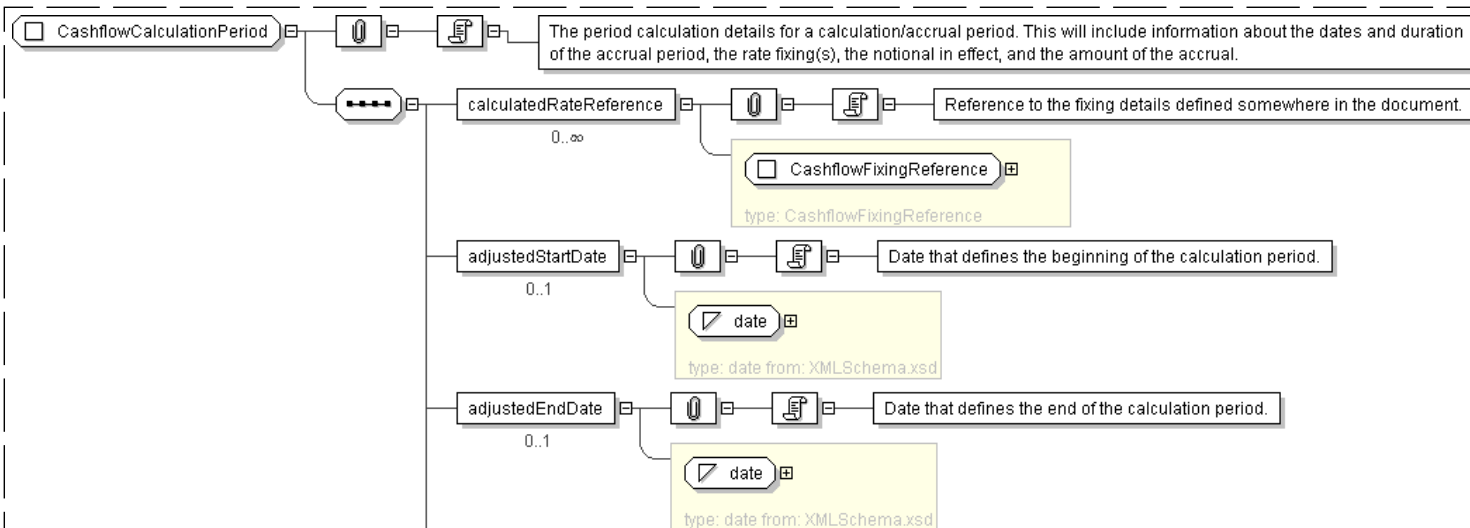 CashflowCalculationPeriod
The period calculation details for a calculation/accrual period. This will include information about the dates and duration
of the accrual period, the rate fixing(s), the notional in effect, and the amount of the accrual.
calculatedRateReference
Reference to the fixing details defined somewhere in the document.
0..∞
CashflowFixingReference
type: CashflowFixingReference
adjustedStartDate
Date that defines the beginning of the calculation period.
0..1
date
type: date from: XMLSchema.xsd
adjustedEndDate
Date that defines the end of the calculation period.
0..1
date
type: date from: XMLSchema.xsd